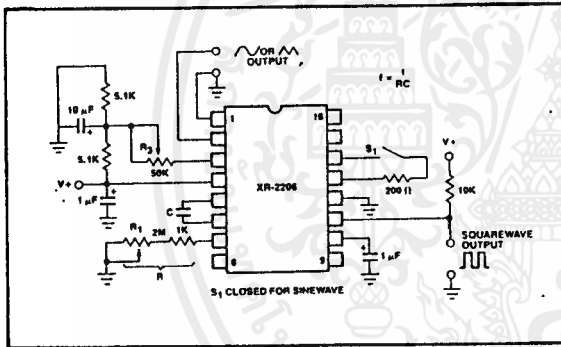 OR
OUTPUT
f = 1
RC
5.1K
10 μF
+
R3
50K
5.1K
V+
+
1 μF
C
R1
2M
1K
R
1
8
XR-2206
16
9
S1
200 Ω
V+
10K
SQUAREWAVE
OUTPUT
+
1 μF
S1 CLOSED FOR SINEWAVE